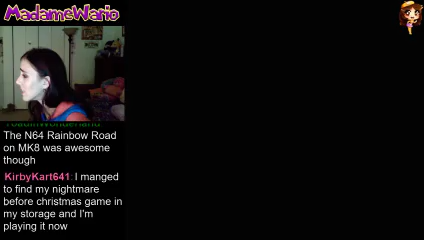 MadameWario
The N64 Rainbow Road
on MK8 was awesome
though
KirbyKart641: I manged
to find my nightmare
before christmas game in
my storage and I'm
playing it now